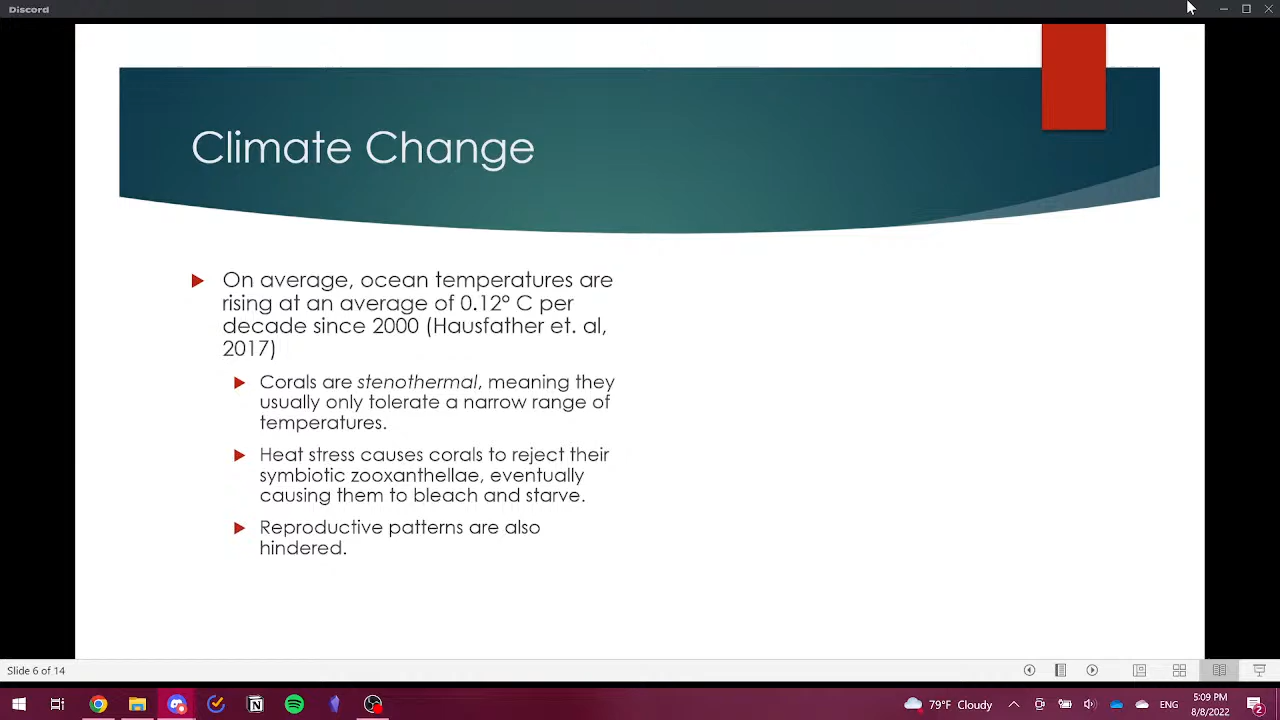 Discord
Climate Change
On average, ocean temperatures are
rising at an average of 0.12° C per
decade since 2000 (Hausfather et. al,
2017)
Corals are stenothermal, meaning they
usually only tolerate a narrow range of
temperatures.
Heat stress causes corals to reject their
symbiotic zooxanthellae, eventually
causing them to bleach and starve.
Reproductive patterns are also
hindered.
Slide 6 of 14
79°F Cloudy
ENG
5:09 PM
8/8/2022
2